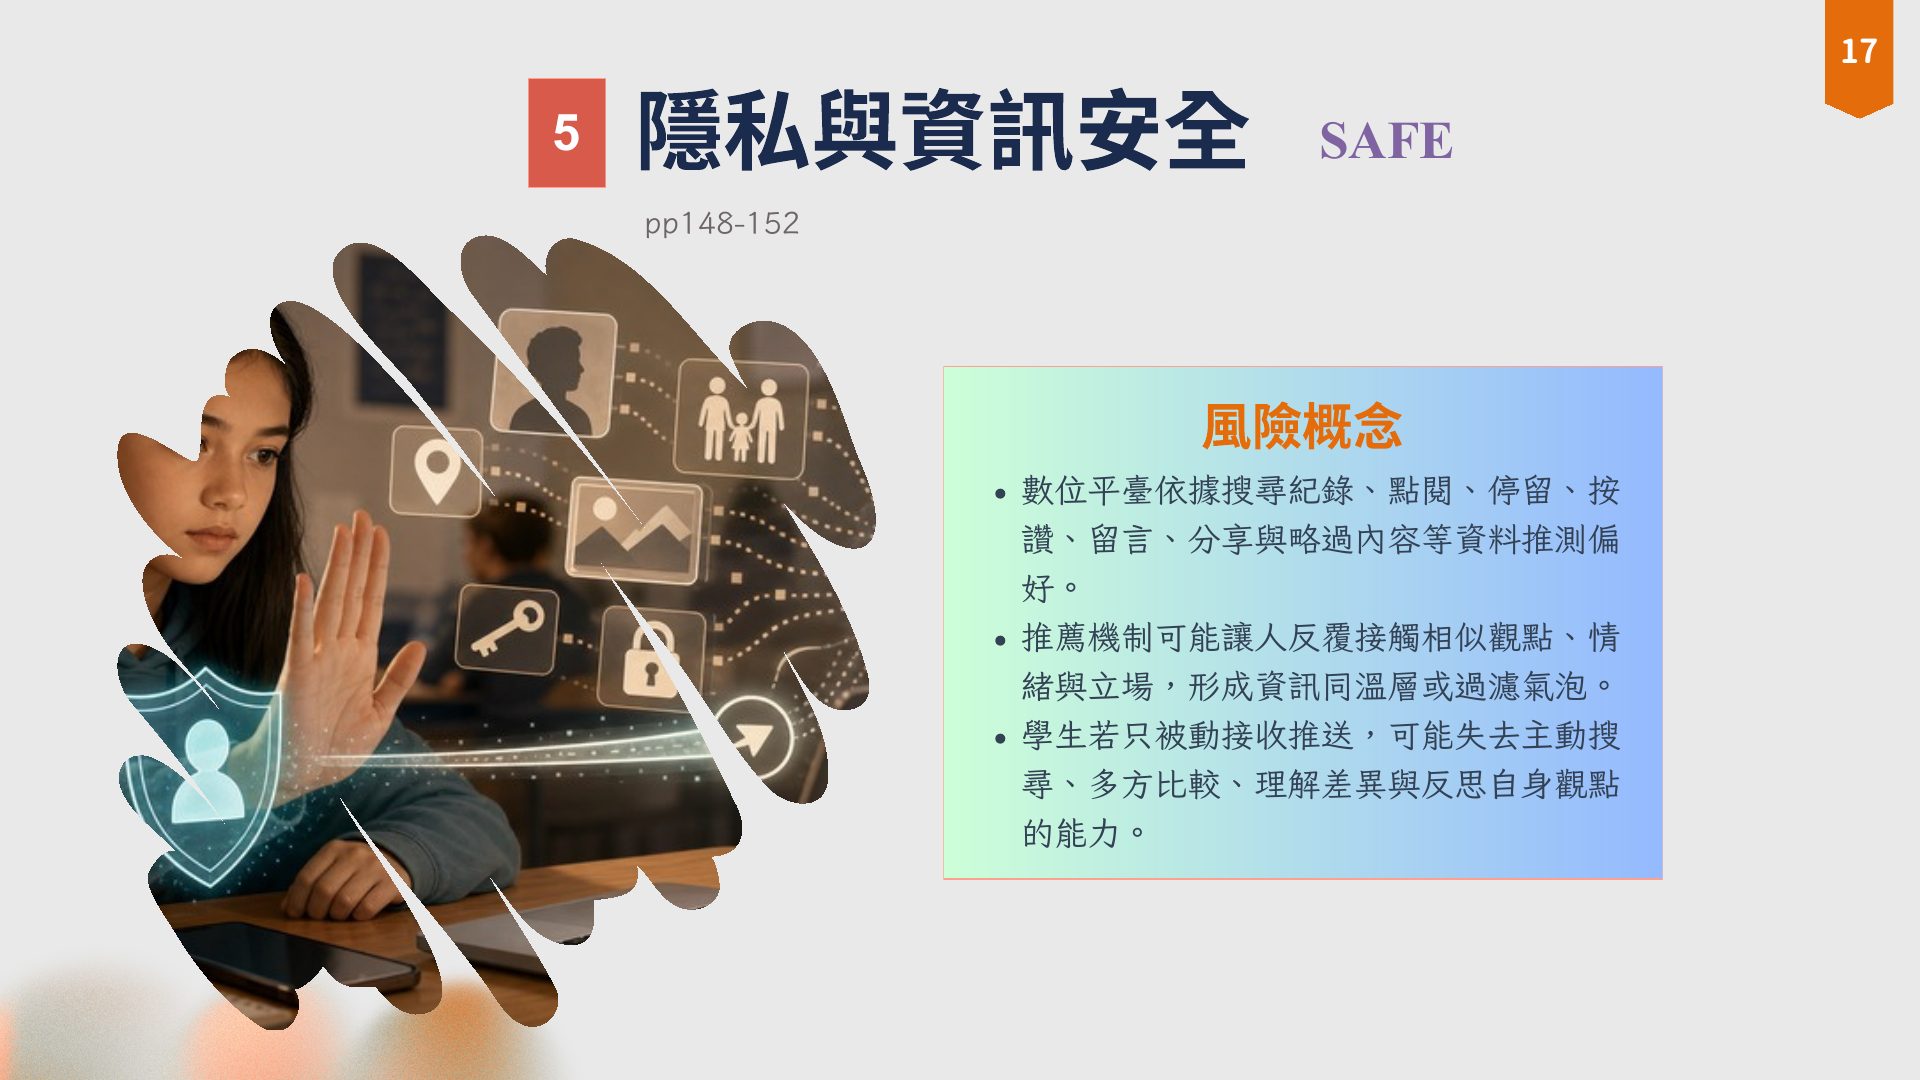 17
5 隱私與資訊安全 SAFE
pp148-152
風險概念
• 數位平臺依據搜尋紀錄、點閱、停留、按
讚、留言、分享與略過內容等資料推測偏
好。
• 推薦機制可能讓人反覆接觸相似觀點、情
緒與立場，形成資訊同溫層或過濾氣泡。
• 學生若只被動接收推送，可能失去主動搜
尋、多方比較、理解差異與反思自身觀點
的能力。